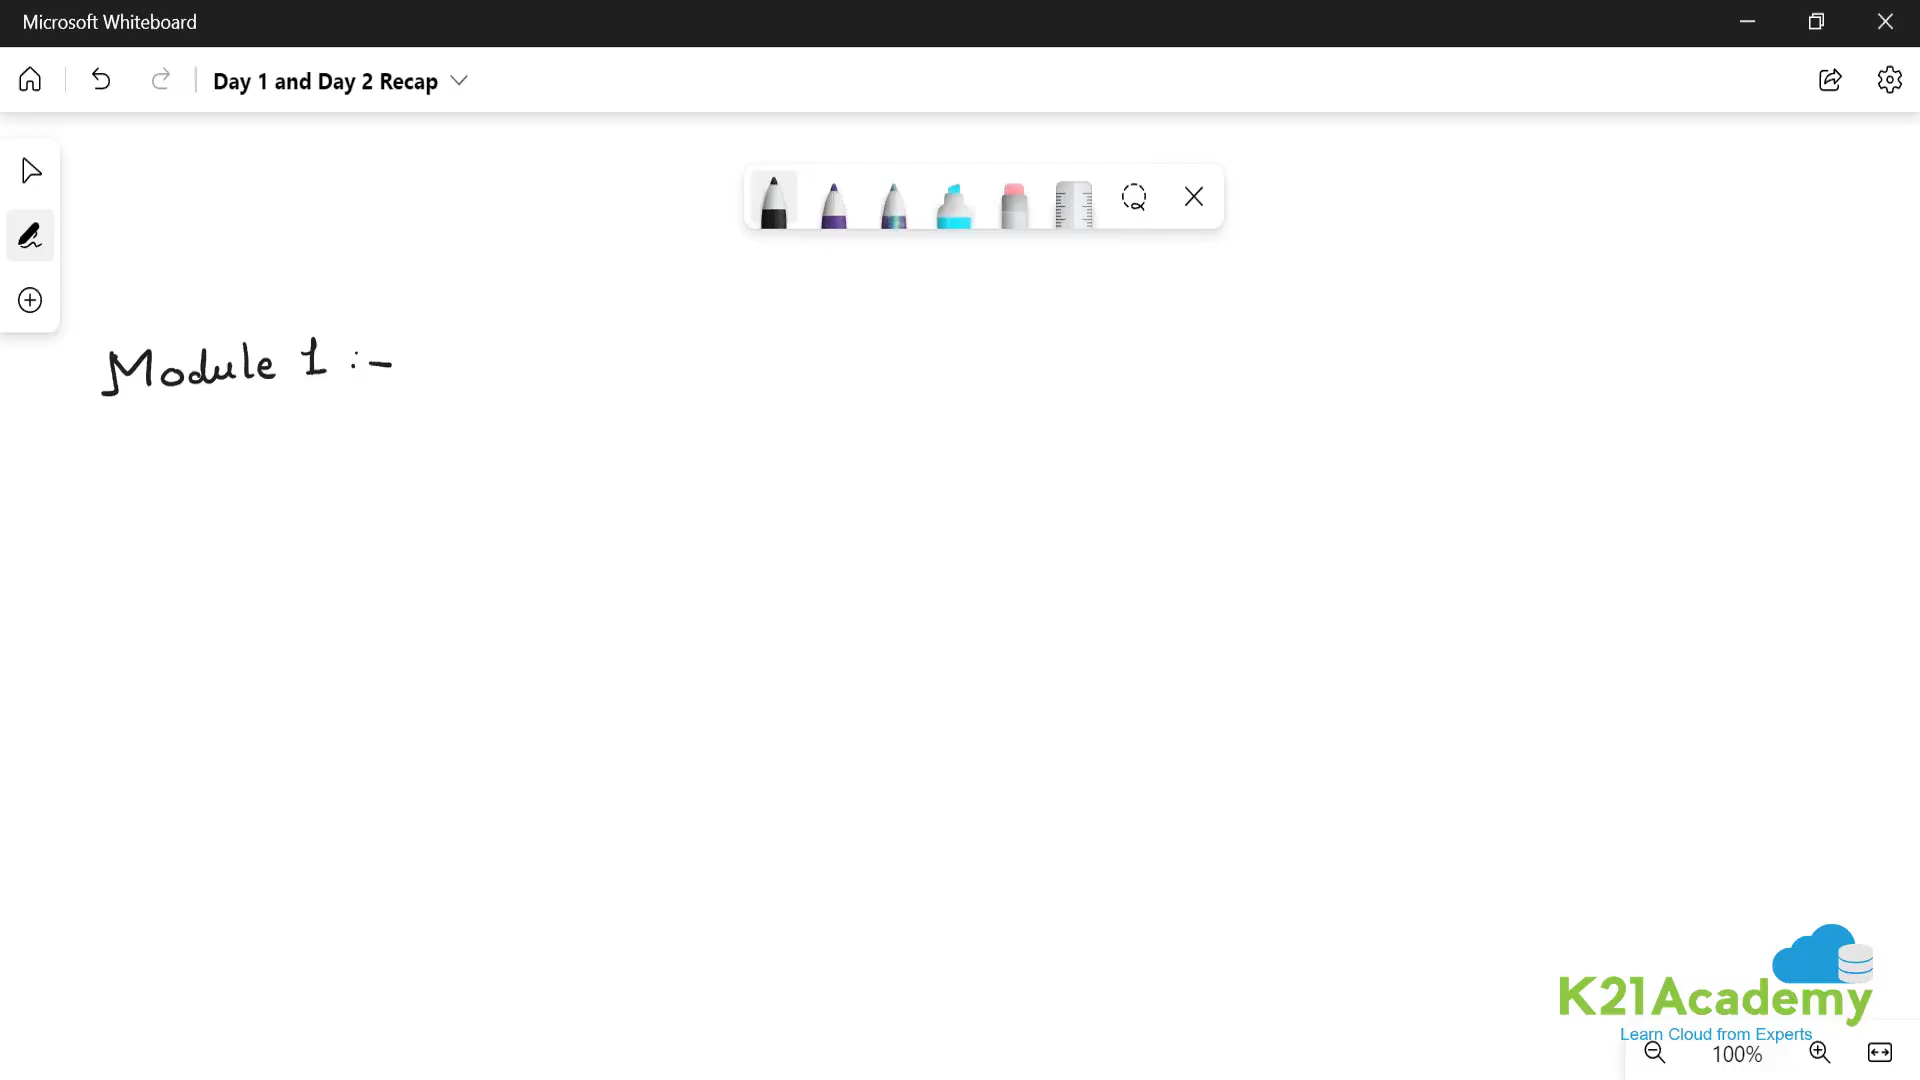 Microsoft Whiteboard
Day 1 and Day 2 Recap
Module 1 :-
K21Academy
Learn Cloud from Experts
100%